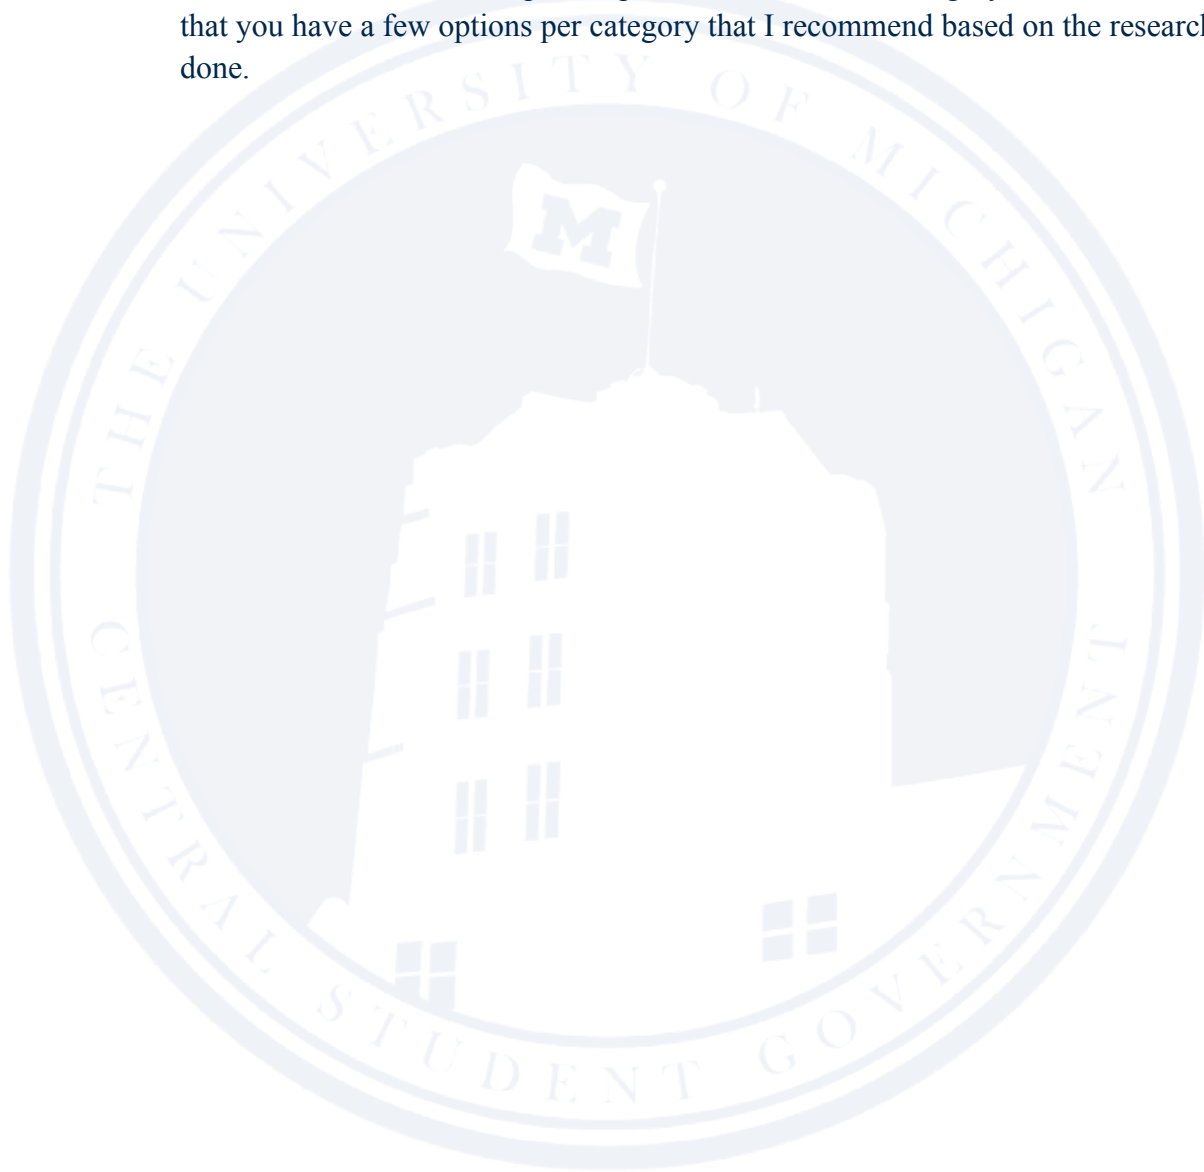 that you have a few options per category that I recommend based on the research
done.
THE UNIVERSITY OF MICHIGAN
M
CENTRAL STUDENT GOVERNMENT